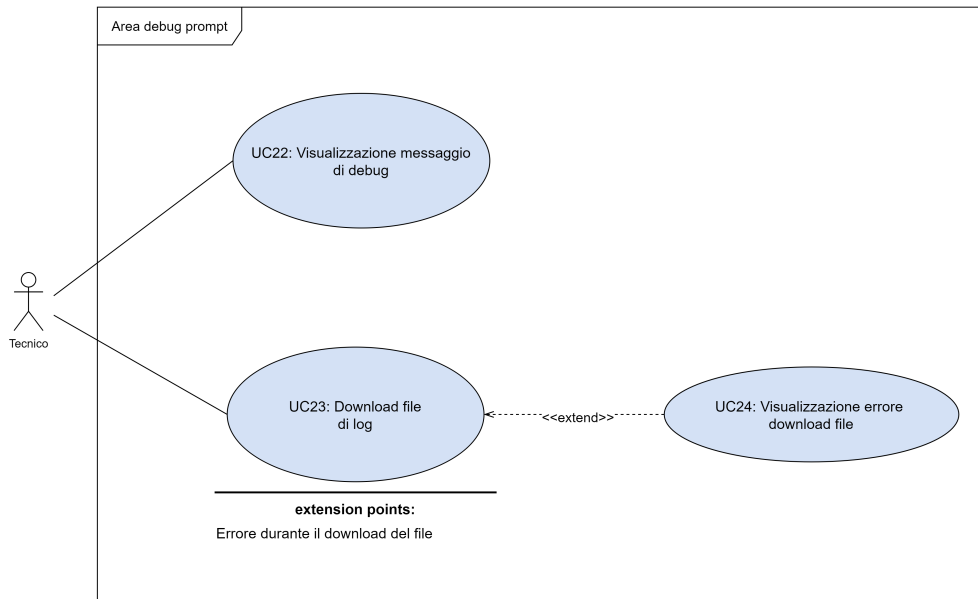 Area debug prompt
UC22: Visualizzazione messaggio
di debug
Tecnico
UC23: Download file
di log
<<extend>>
UC24: Visualizzazione errore
download file
extension points:
Errore durante il download del file